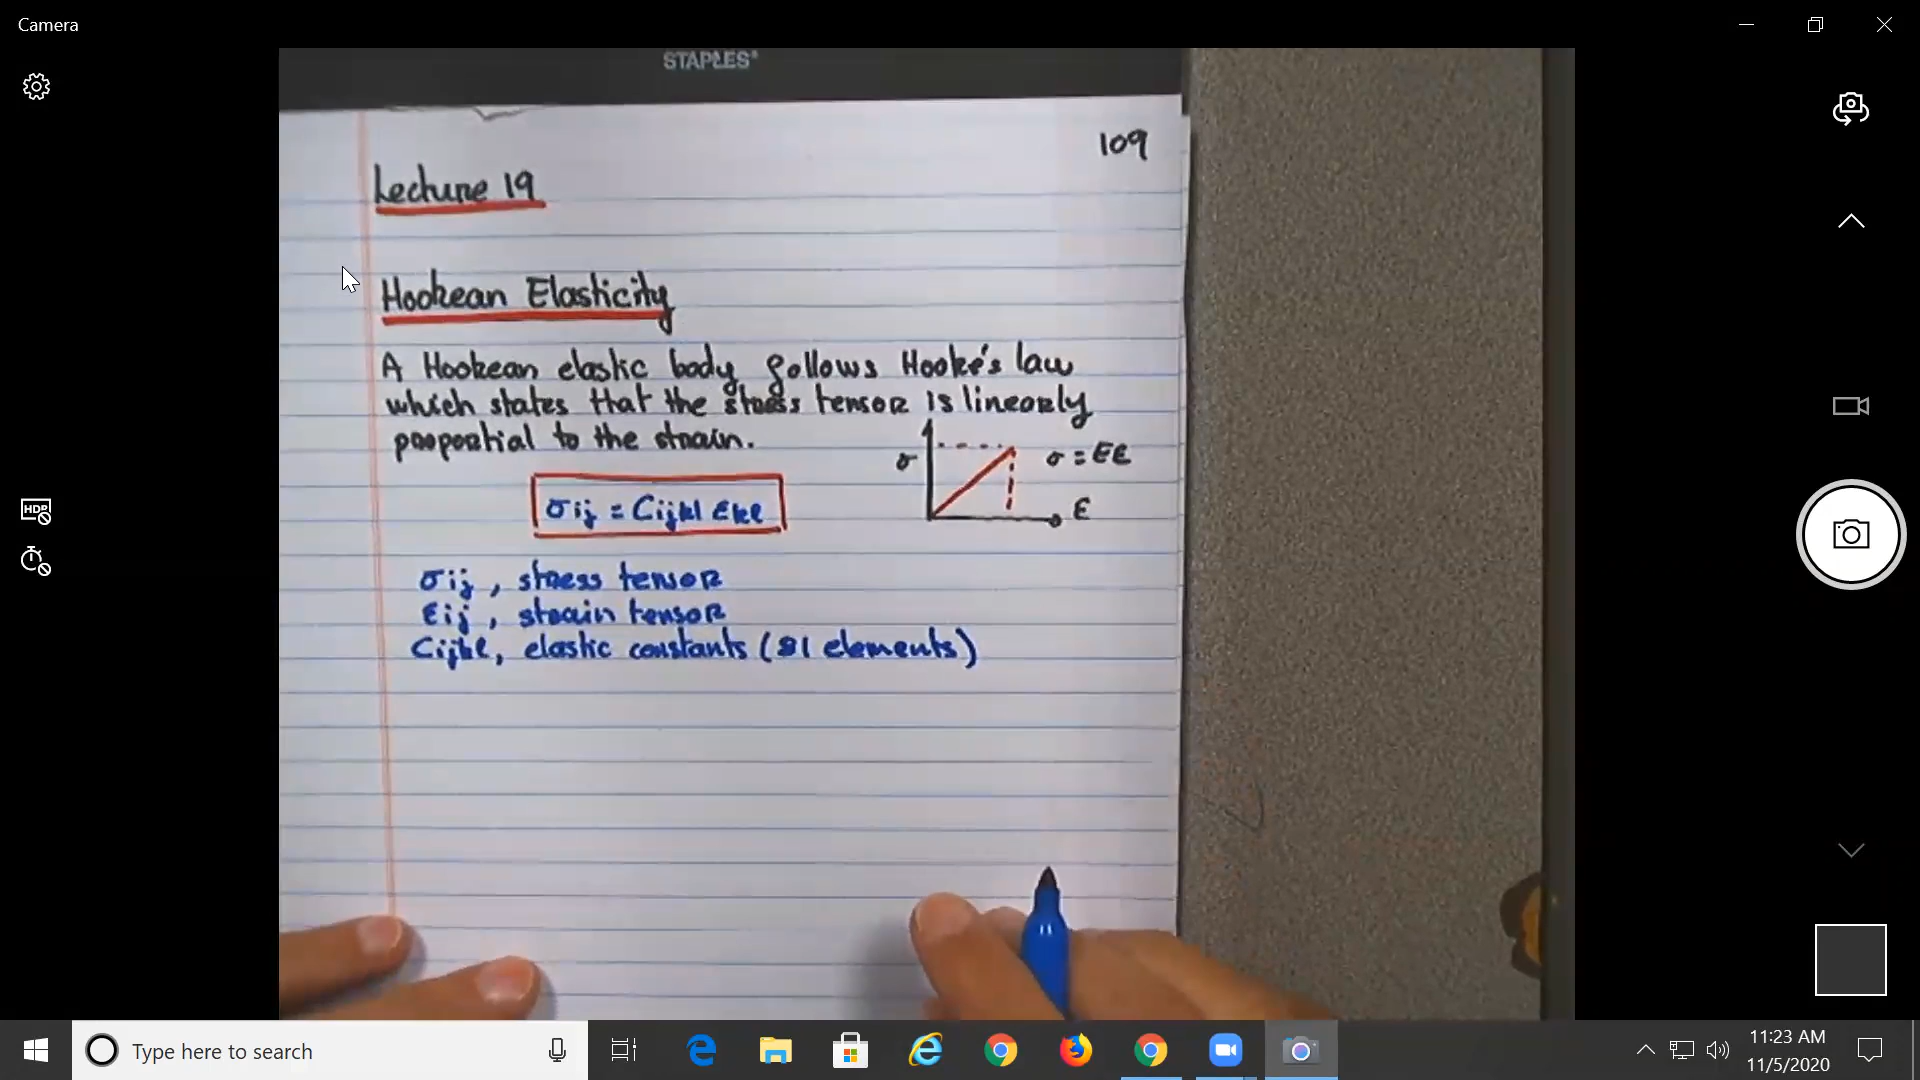 Camera
STAPLES
109
Lecture 19
Hookean Elasticity
A Hookean elastic body follows Hooke's law
which states that the stress tensor is linearly
proportial to the strain.
σ
σ = Eε
ε
σij = Cijkl εkl
σij, stress tensor
εij, strain tensor
Cijkl, elastic constants (81 elements)
HDR
Type here to search
11:23 AM
11/5/2020